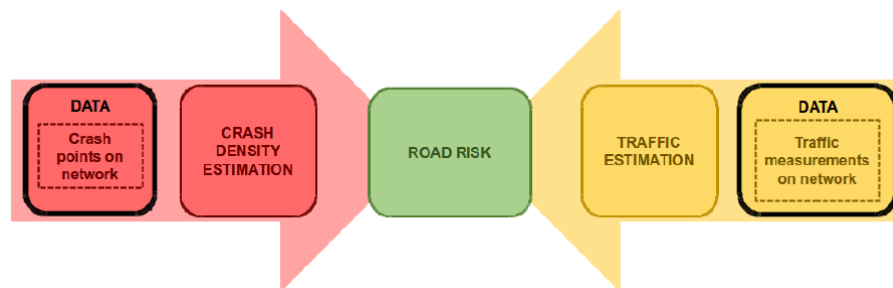 DATA
Crash
points on
network
CRASH
DENSITY
ESTIMATION
ROAD RISK
TRAFFIC
ESTIMATION
DATA
Traffic
measurements
on network